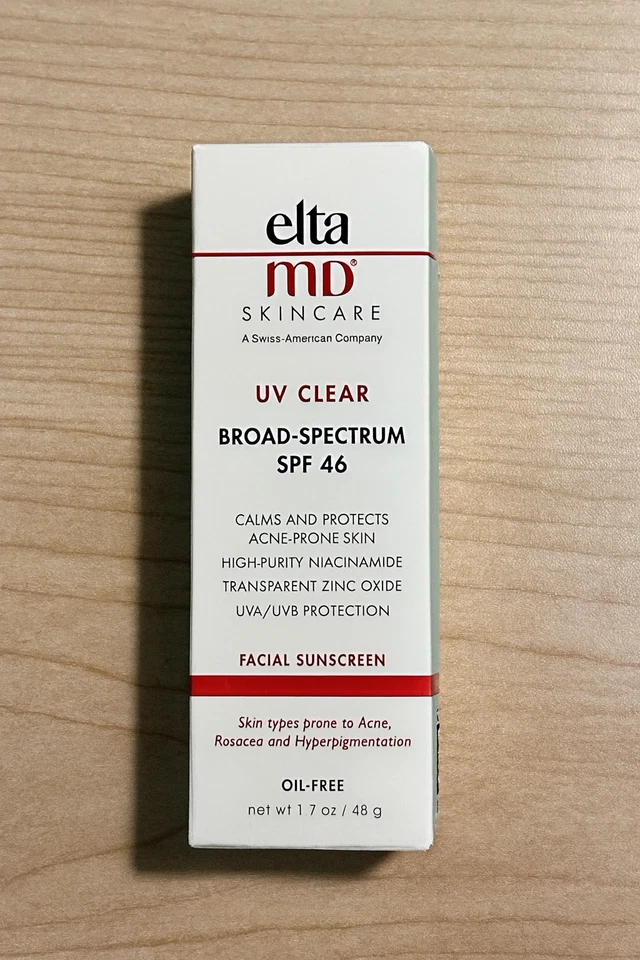 elta
MD®
SKINCARE
A Swiss-American Company
UV CLEAR
BROAD-SPECTRUM
SPF 46
CALMS AND PROTECTS
ACNE-PRONE SKIN
HIGH-PURITY NIACINAMIDE
TRANSPARENT ZINC OXIDE
UVA/UVB PROTECTION
FACIAL SUNSCREEN
Skin types prone to Acne,
Rosacea and Hyperpigmentation
OIL-FREE
net wt 1 7 oz / 48 g